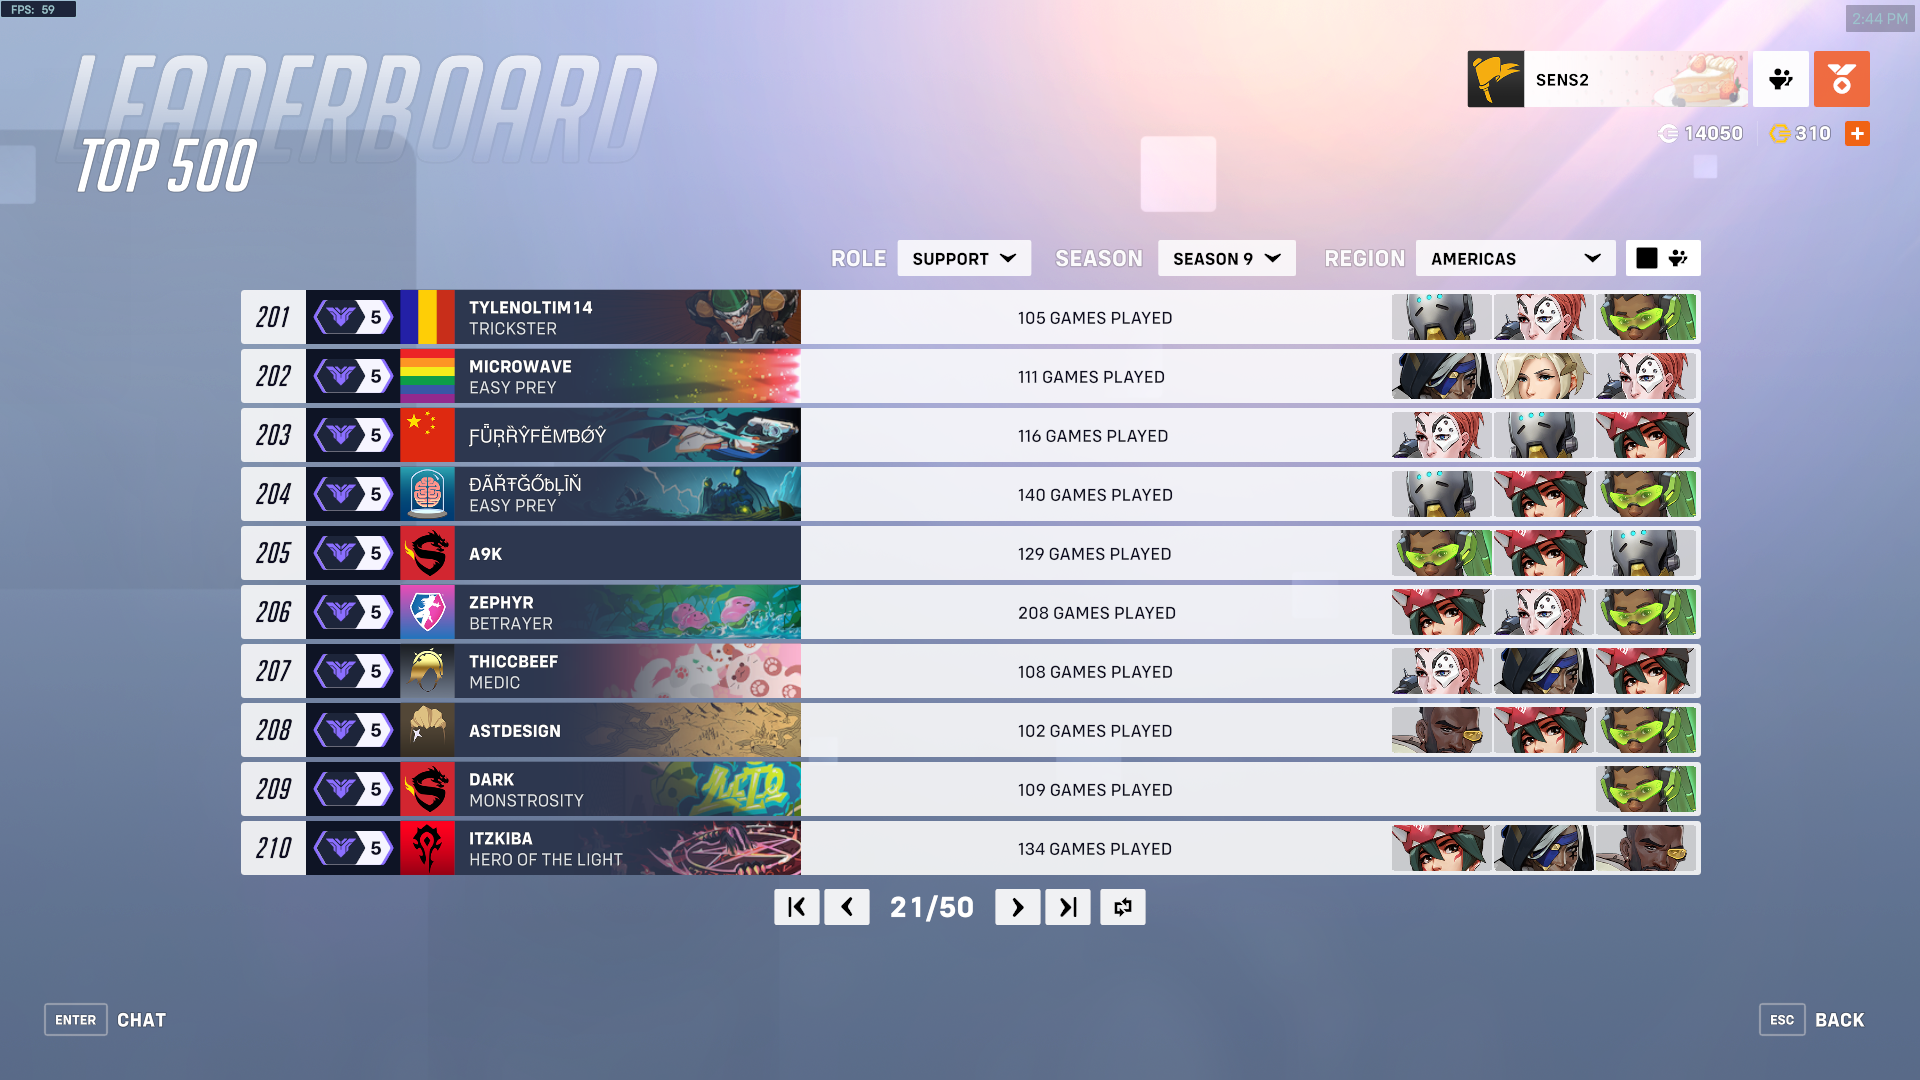 FPS: 59
2:44 PM
LEADERBOARD
TOP 500
SENS2
14050
310
ROLE SUPPORT SEASON SEASON 9 REGION AMERICAS
201 5 TYLENOLTIM14 105 GAMES PLAYED
TRICKSTER
202 5 MICROWAVE 111 GAMES PLAYED
EASY PREY
203 5 116 GAMES PLAYED
204 5 140 GAMES PLAYED
EASY PREY
205 5 A9K 129 GAMES PLAYED
206 5 ZEPHYR 208 GAMES PLAYED
BETRAYER
207 5 THICCBEEF 108 GAMES PLAYED
MEDIC
208 5 ASTDESIGN 102 GAMES PLAYED
209 5 DARK 109 GAMES PLAYED
MONSTROSITY
210 5 ITZKIBA 134 GAMES PLAYED
HERO OF THE LIGHT
21/50
ENTER CHAT
ESC BACK